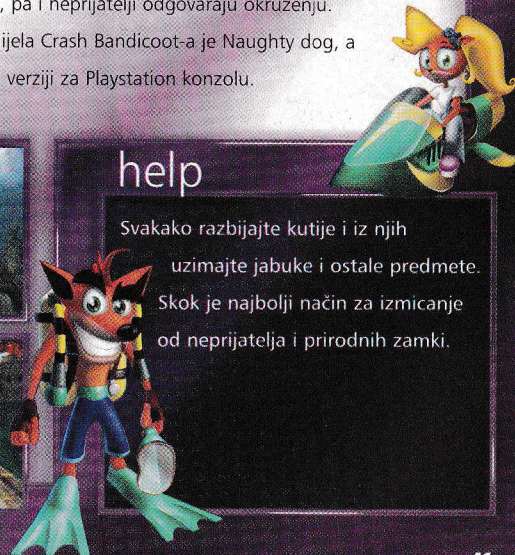 , pa i neprijatelji odgovaraju okruženju.
ijela Crash Bandicoot-a je Naughty dog, a
verziji za Playstation konzolu.
help
Svakako razbijajte kutije i iz njih
uzimajte jabuke i ostale predmete.
Skok je najbolji način za izmicanje
od neprijatelja i prirodnih zamki.